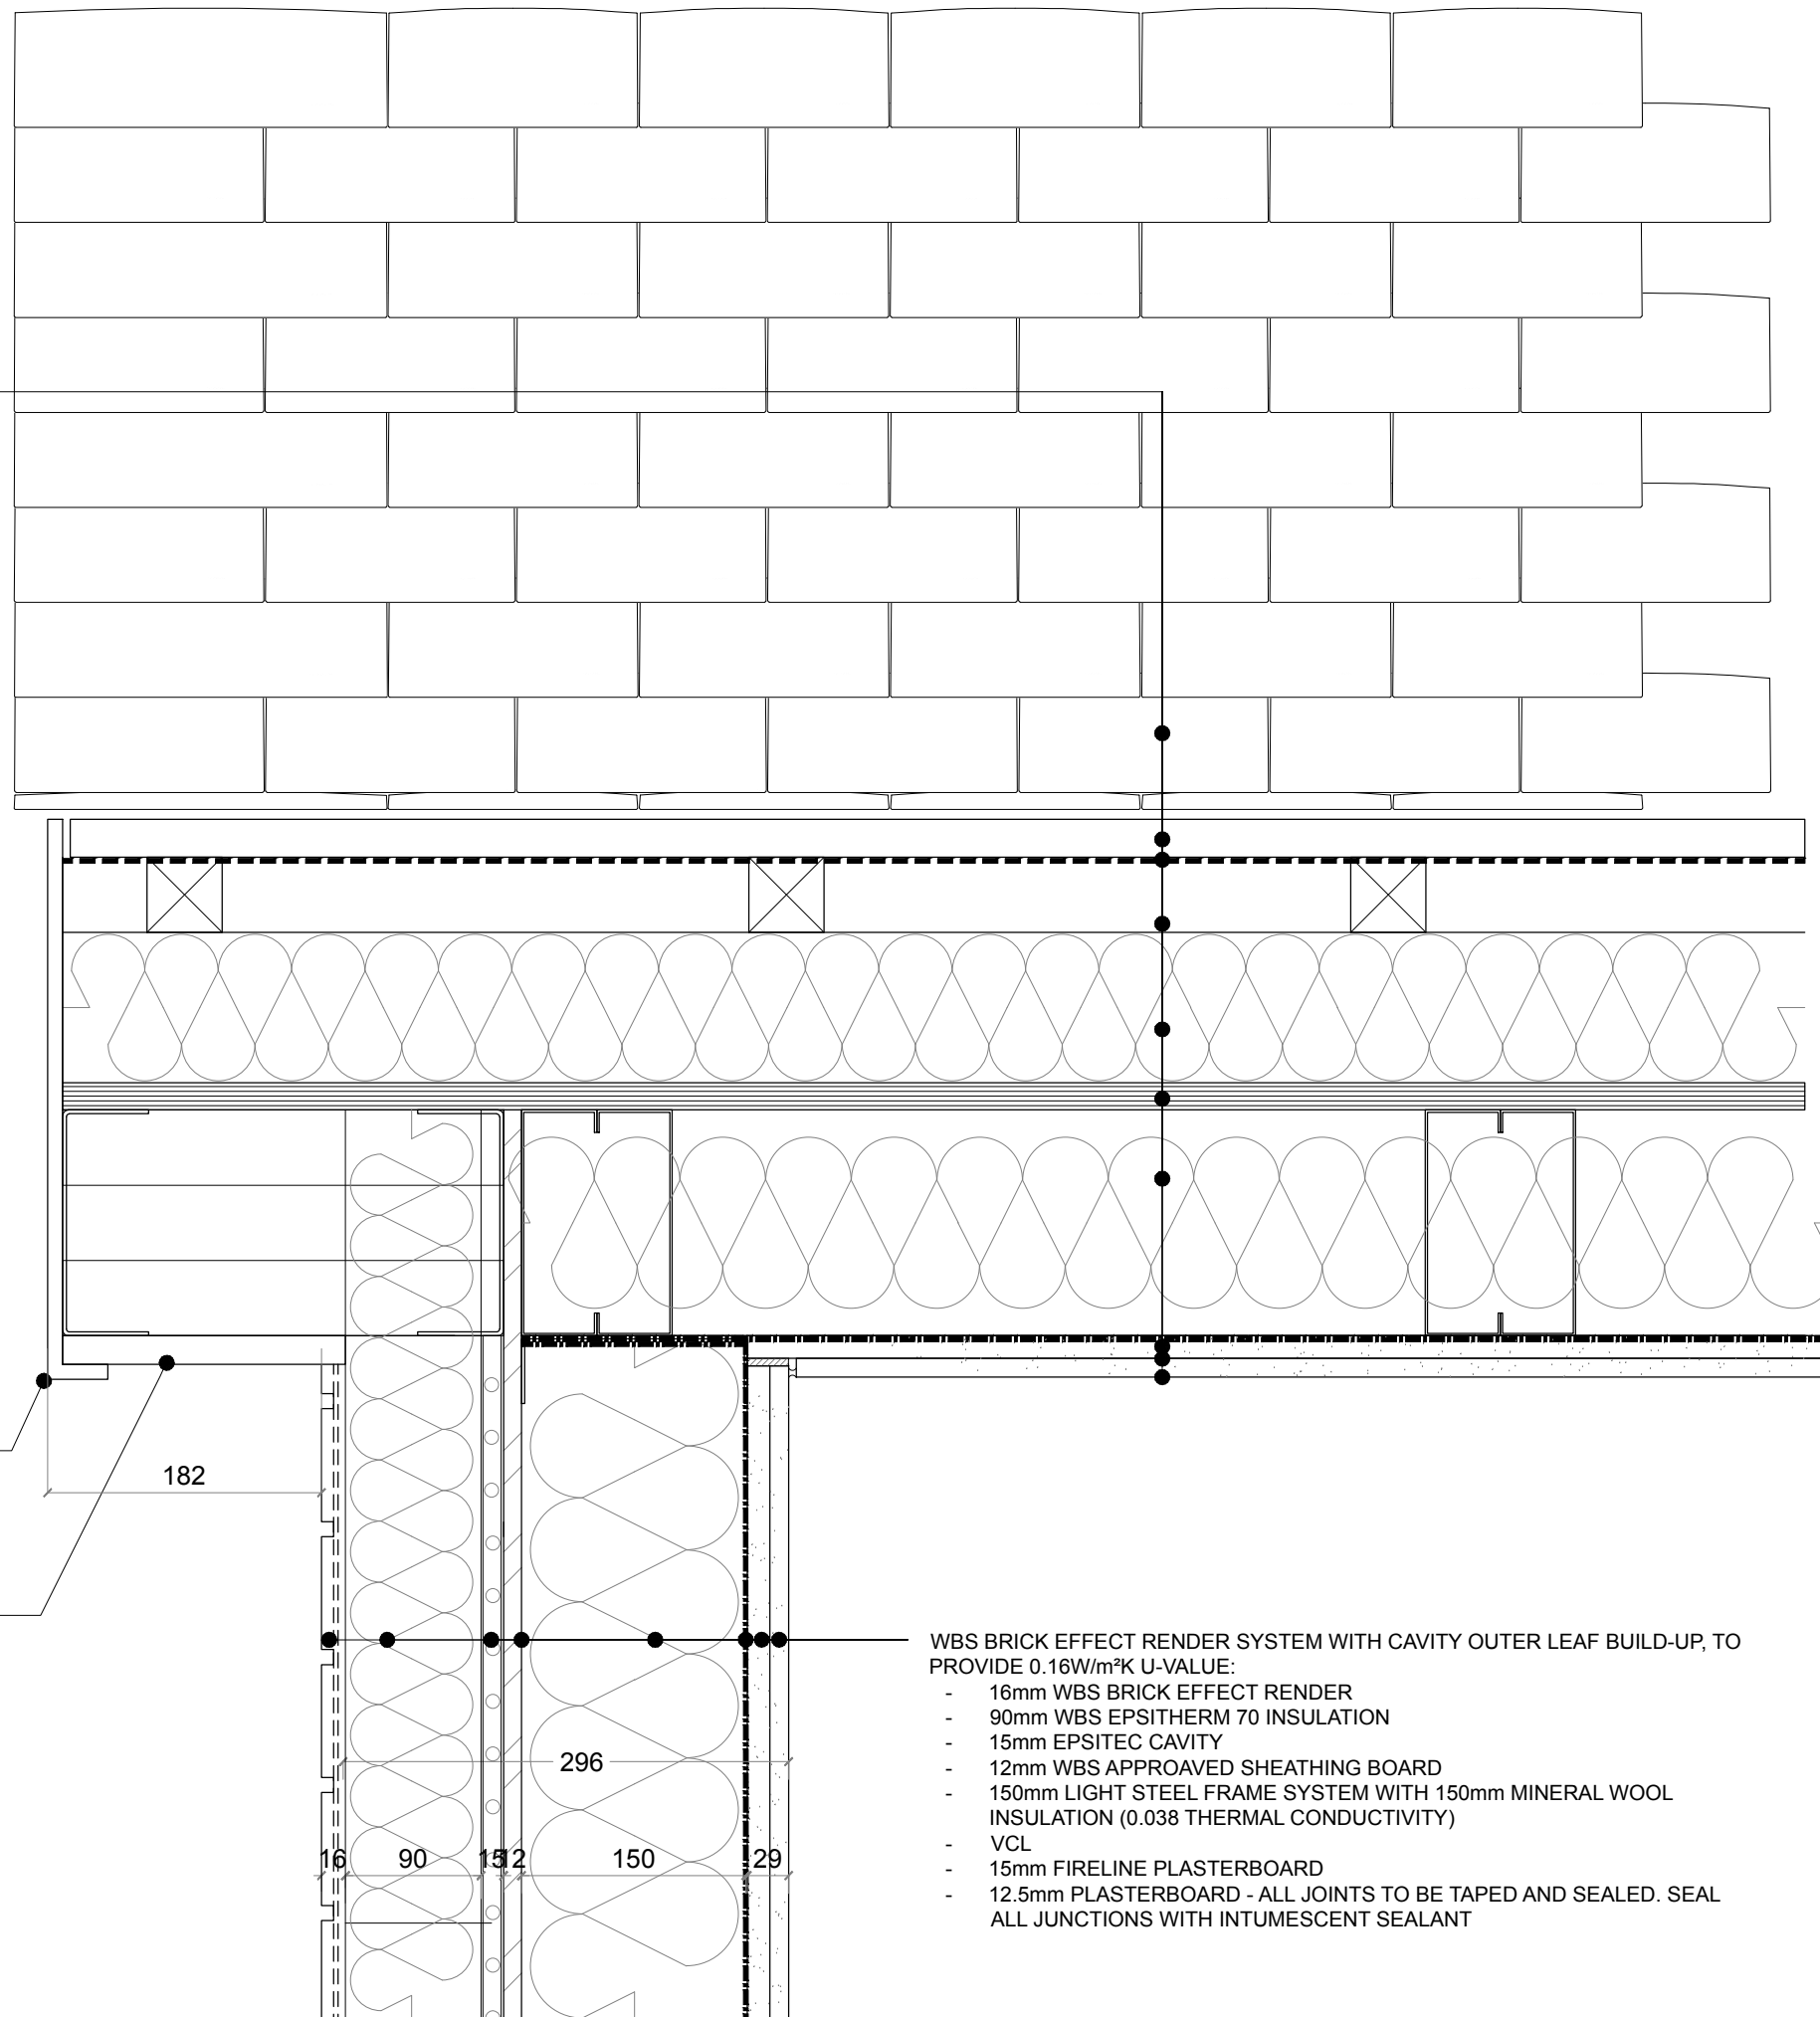 182
WBS BRICK EFFECT RENDER SYSTEM WITH CAVITY OUTER LEAF BUILD-UP, TO
PROVIDE 0.16W/m²K U-VALUE:
- 16mm WBS BRICK EFFECT RENDER
- 90mm WBS EPSITHERM 70 INSULATION
- 15mm EPSITEC CAVITY
- 12mm WBS APPROAVED SHEATHING BOARD
- 150mm LIGHT STEEL FRAME SYSTEM WITH 150mm MINERAL WOOL
INSULATION (0.038 THERMAL CONDUCTIVITY)
- VCL
- 15mm FIRELINE PLASTERBOARD
- 12.5mm PLASTERBOARD - ALL JOINTS TO BE TAPED AND SEALED. SEAL
ALL JUNCTIONS WITH INTUMESCENT SEALANT
296
16 90 15 12 150 29